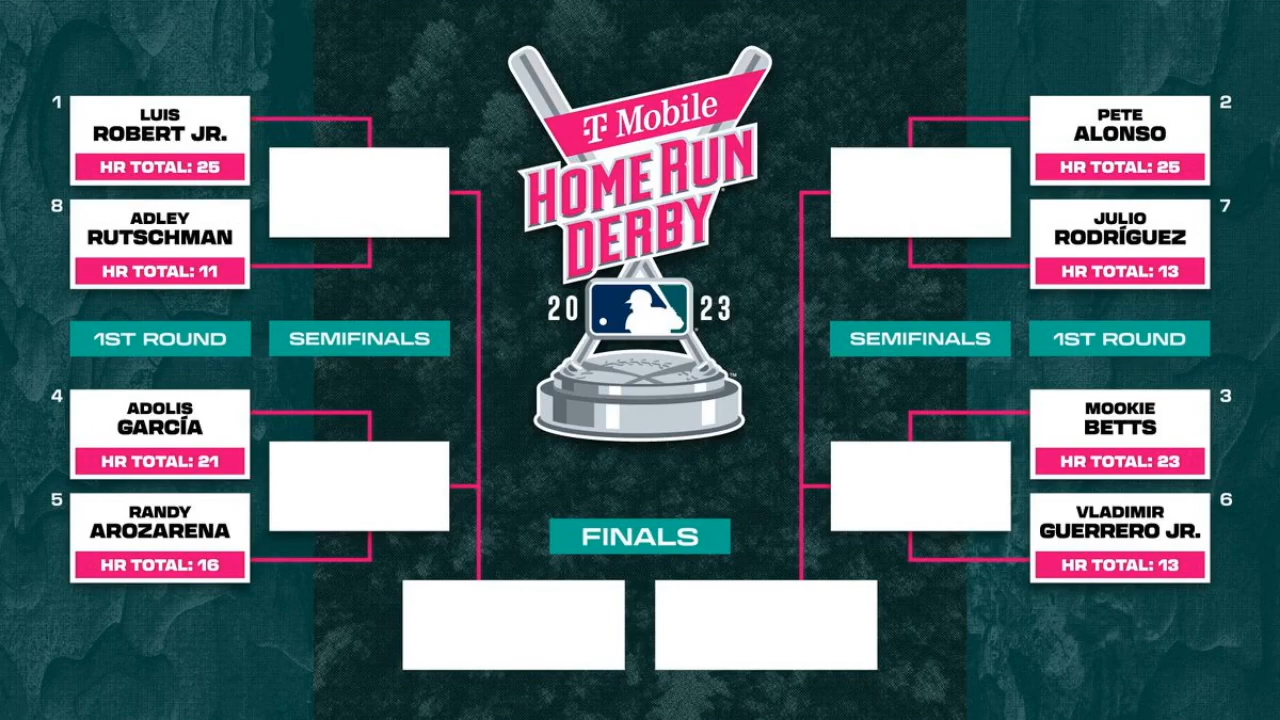 T Mobile
HOME RUN
DERBY
20 23
™
1
LUIS
ROBERT JR.
HR TOTAL: 25
8
ADLEY
RUTSCHMAN
HR TOTAL: 11
1ST ROUND
SEMIFINALS
4
ADOLIS
GARCÍA
HR TOTAL: 21
5
RANDY
AROZARENA
HR TOTAL: 16
2
PETE
ALONSO
HR TOTAL: 25
7
JULIO
RODRÍGUEZ
HR TOTAL: 13
SEMIFINALS
1ST ROUND
3
MOOKIE
BETTS
HR TOTAL: 23
6
VLADIMIR
GUERRERO JR.
HR TOTAL: 13
FINALS